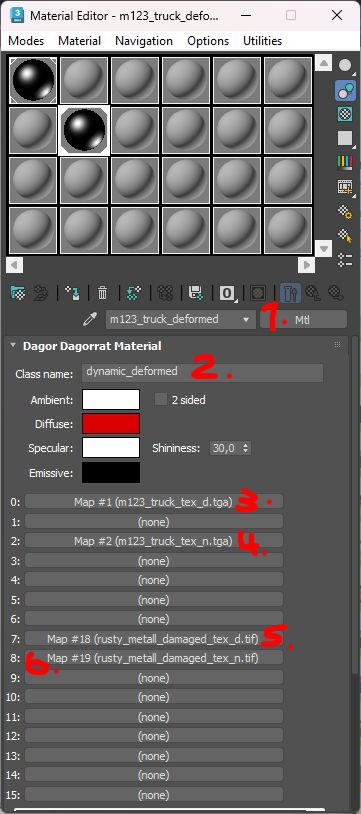 3 Material Editor - m123_truck_defo...
Modes Material Navigation Options Utilities
0
m123_truck_deformed 1. Mtl
Dagor Dagorrat Material
Class name: dynamic_deformed 2.
Ambient: 2 sided
Diffuse:
Specular: Shininess: 30,0
Emissive:
0: Map #1 (m123_truck_tex_d.tga) 3.
1: (none)
2: Map #2 (m123_truck_tex_n.tga) 4.
3: (none)
4: (none)
5: (none)
6: (none)
7: Map #18 (rusty_metall_damaged_tex_d.tif) 5.
8: 6. Map #19 (rusty_metall_damaged_tex_n.tif)
9: (none)
10: (none)
11: (none)
12: (none)
13: (none)
14: (none)
15: (none)